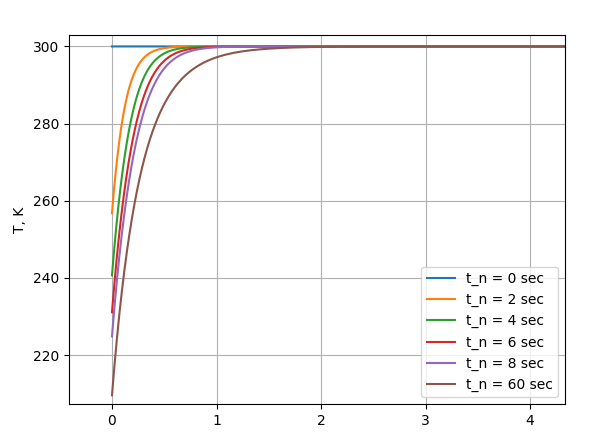 300
280
260
240
220
T, K
0
1
2
3
4
t_n = 0 sec
t_n = 2 sec
t_n = 4 sec
t_n = 6 sec
t_n = 8 sec
t_n = 60 sec